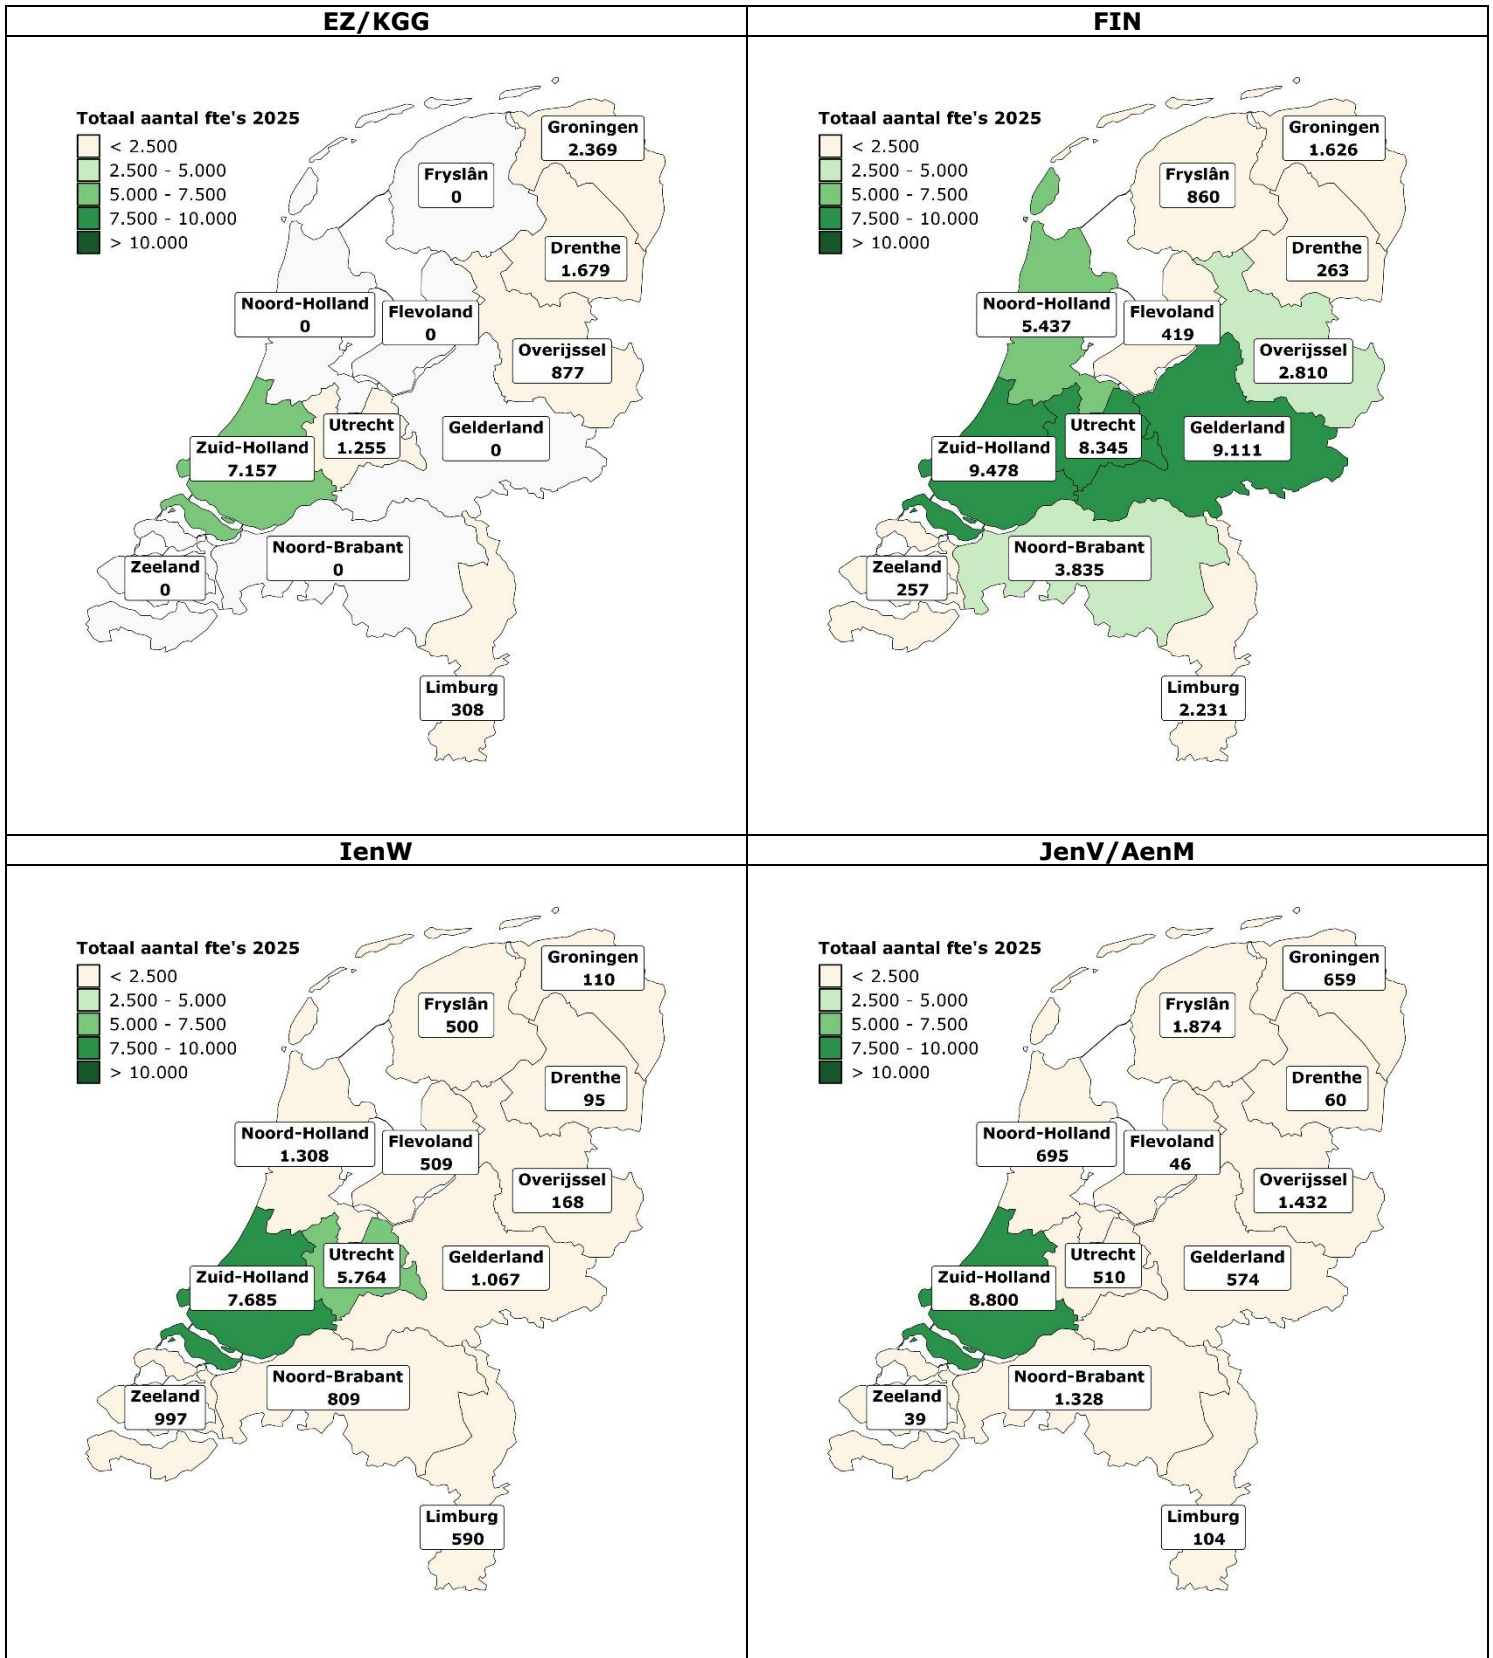 EZ/KGG
Totaal aantal fte's 2025
< 2.500
2.500 - 5.000
5.000 - 7.500
7.500 - 10.000
> 10.000
Groningen
2.369
Fryslân
0
Drenthe
1.679
Noord-Holland
0
Flevoland
0
Overijssel
877
Utrecht
1.255
Gelderland
0
Zuid-Holland
7.157
Noord-Brabant
0
Zeeland
0
Limburg
308
FIN
Totaal aantal fte's 2025
< 2.500
2.500 - 5.000
5.000 - 7.500
7.500 - 10.000
> 10.000
Groningen
1.626
Fryslân
860
Drenthe
263
Noord-Holland
5.437
Flevoland
419
Overijssel
2.810
Utrecht
8.345
Gelderland
9.111
Zuid-Holland
9.478
Noord-Brabant
3.835
Zeeland
257
Limburg
2.231
IenW
Totaal aantal fte's 2025
< 2.500
2.500 - 5.000
5.000 - 7.500
7.500 - 10.000
> 10.000
Groningen
110
Fryslân
500
Drenthe
95
Noord-Holland
1.308
Flevoland
509
Overijssel
168
Utrecht
5.764
Gelderland
1.067
Zuid-Holland
7.685
Noord-Brabant
809
Zeeland
997
Limburg
590
JenV/AenM
Totaal aantal fte's 2025
< 2.500
2.500 - 5.000
5.000 - 7.500
7.500 - 10.000
> 10.000
Groningen
659
Fryslân
1.874
Drenthe
60
Noord-Holland
695
Flevoland
46
Overijssel
1.432
Utrecht
510
Gelderland
574
Zuid-Holland
8.800
Noord-Brabant
1.328
Zeeland
39
Limburg
104